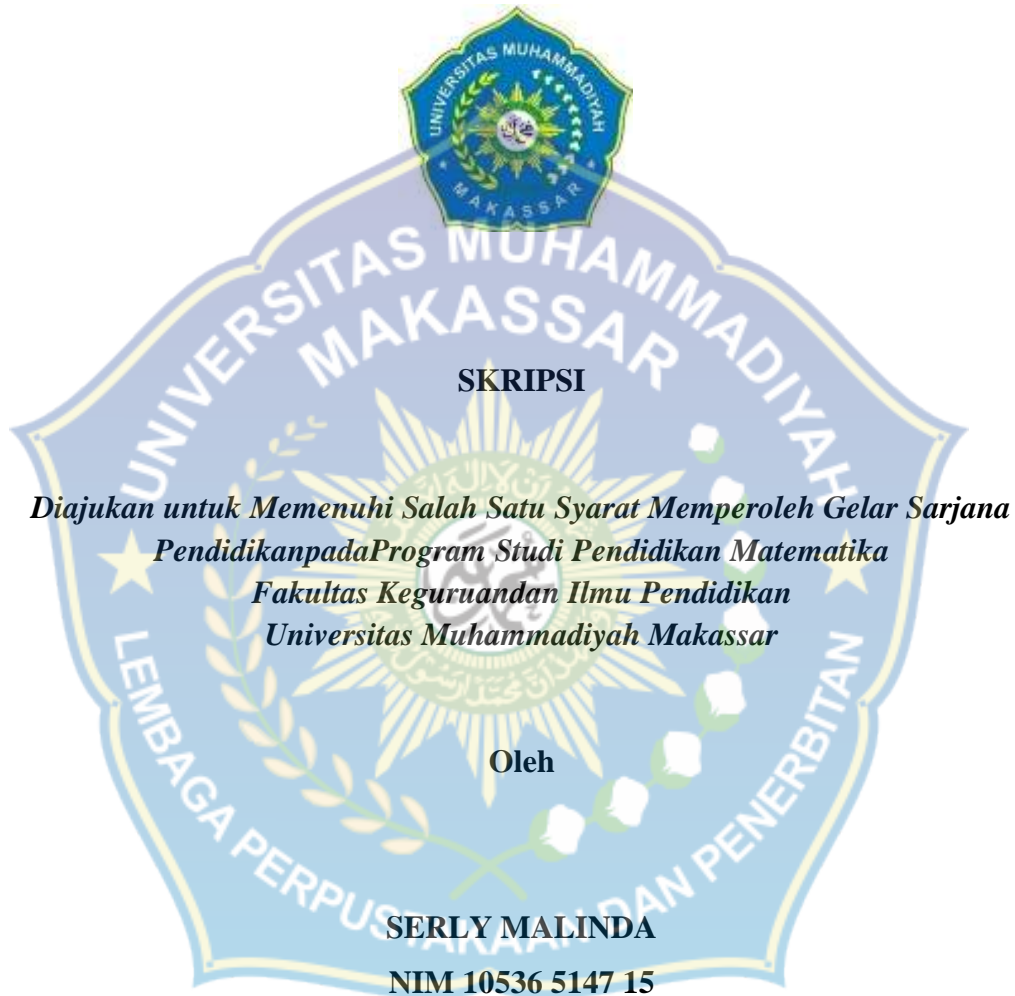 UNIVERSITAS MUHAMMADIYAH
MAKASSAR
UNIVERSITAS MUHAMMADIYAH
MAKASSAR
SKRIPSI
Diajukan untuk Memenuhi Salah Satu Syarat Memperoleh Gelar Sarjana
PendidikanpadaProgram Studi Pendidikan Matematika
Fakultas Keguruandan Ilmu Pendidikan
Universitas Muhammadiyah Makassar
Oleh
SERLY MALINDA
NIM 10536 5147 15
LEMBAGA PERPUSTAKAAN DAN PENERBITAN